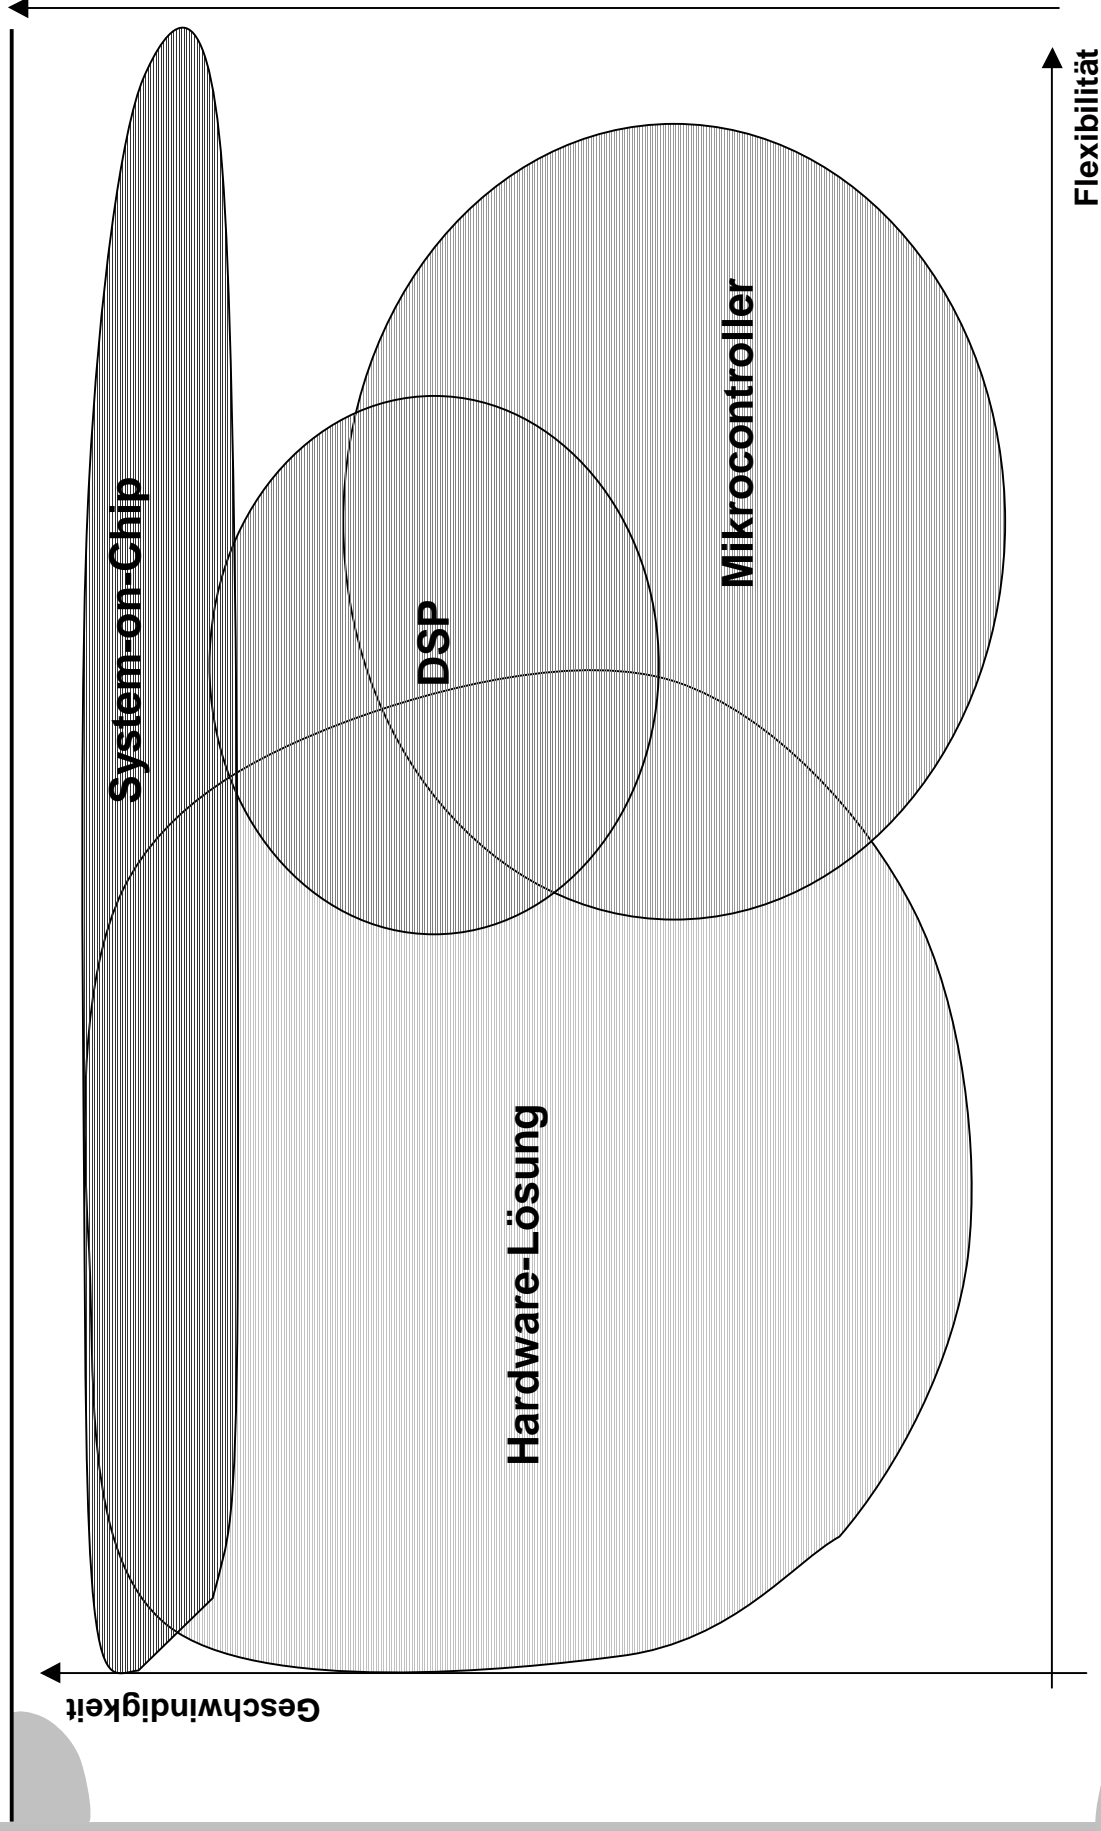 Geschwindigkeit
System-on-Chip
DSP
Hardware-Lösung
Mikrocontroller
Flexibilität